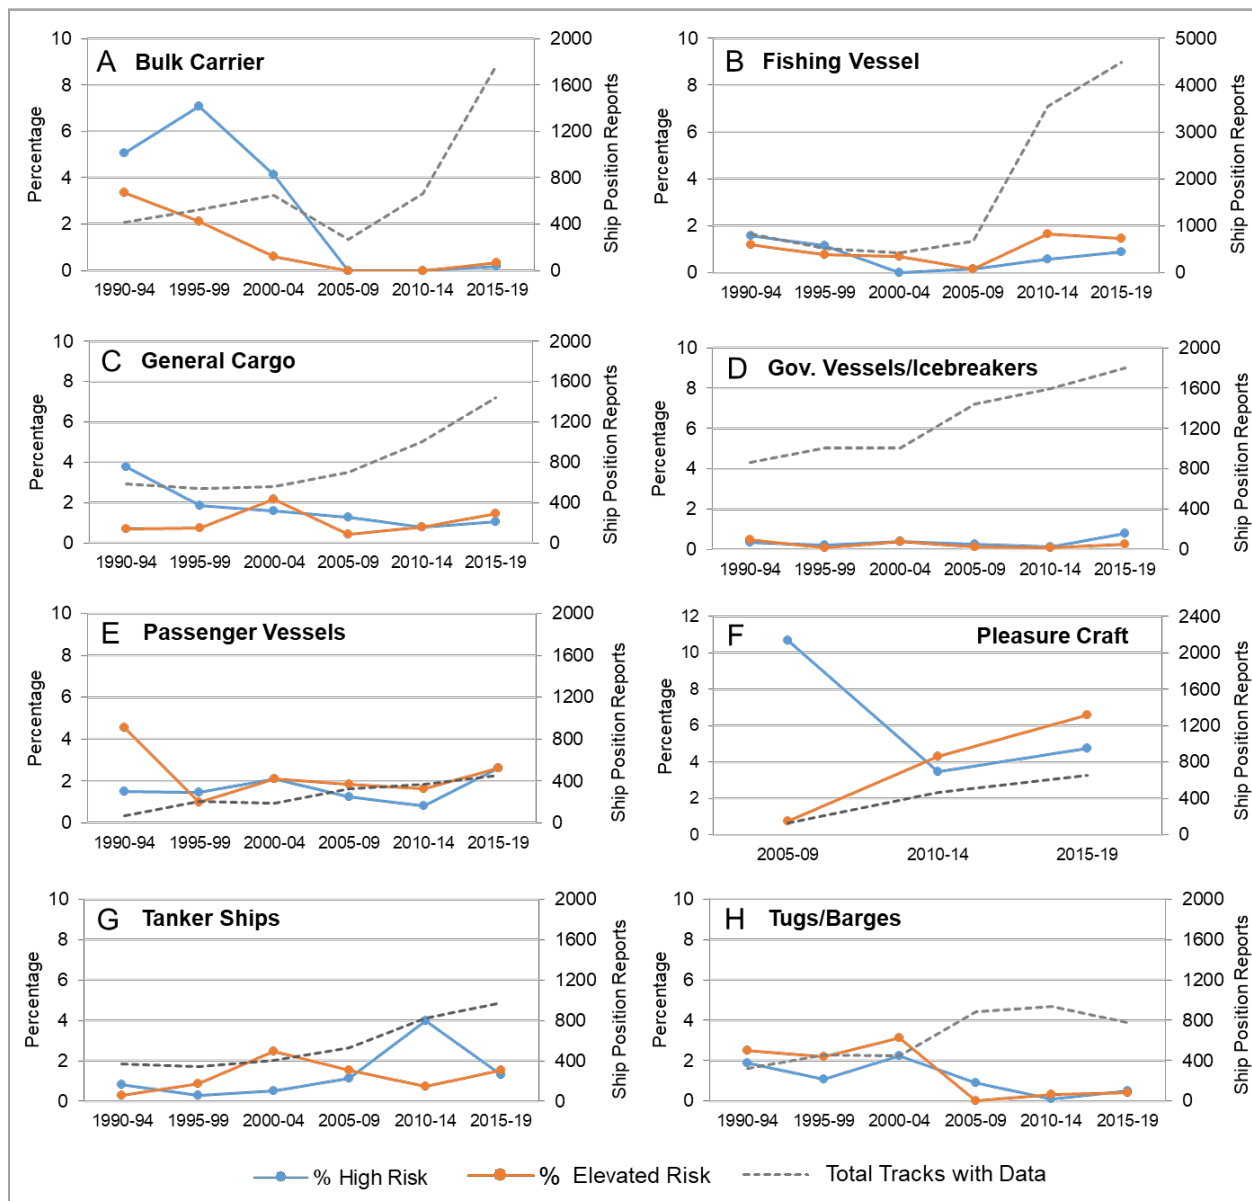 A Bulk Carrier
Percentage
10
8
6
4
2
0
2000
1600
1200
800
400
0
Ship Position Reports
1990-94 1995-99 2000-04 2005-09 2010-14 2015-19
B Fishing Vessel
Percentage
10
8
6
4
2
0
5000
4000
3000
2000
1000
0
Ship Position Reports
1990-94 1995-99 2000-04 2005-09 2010-14 2015-19
C General Cargo
Percentage
10
8
6
4
2
0
2000
1600
1200
800
400
0
Ship Position Reports
1990-94 1995-99 2000-04 2005-09 2010-14 2015-19
D Gov. Vessels/Icebreakers
Percentage
10
8
6
4
2
0
2000
1600
1200
800
400
0
Ship Position Reports
1990-94 1995-99 2000-04 2005-09 2010-14 2015-19
E Passenger Vessels
Percentage
10
8
6
4
2
0
2000
1600
1200
800
400
0
Ship Position Reports
1990-94 1995-99 2000-04 2005-09 2010-14 2015-19
F Pleasure Craft
Percentage
12
10
8
6
4
2
0
2400
2000
1600
1200
800
400
0
Ship Position Reports
2005-09 2010-14 2015-19
G Tanker Ships
Percentage
10
8
6
4
2
0
2000
1600
1200
800
400
0
Ship Position Reports
1990-94 1995-99 2000-04 2005-09 2010-14 2015-19
H Tugs/Barges
Percentage
10
8
6
4
2
0
2000
1600
1200
800
400
0
Ship Position Reports
1990-94 1995-99 2000-04 2005-09 2010-14 2015-19
% High Risk % Elevated Risk Total Tracks with Data